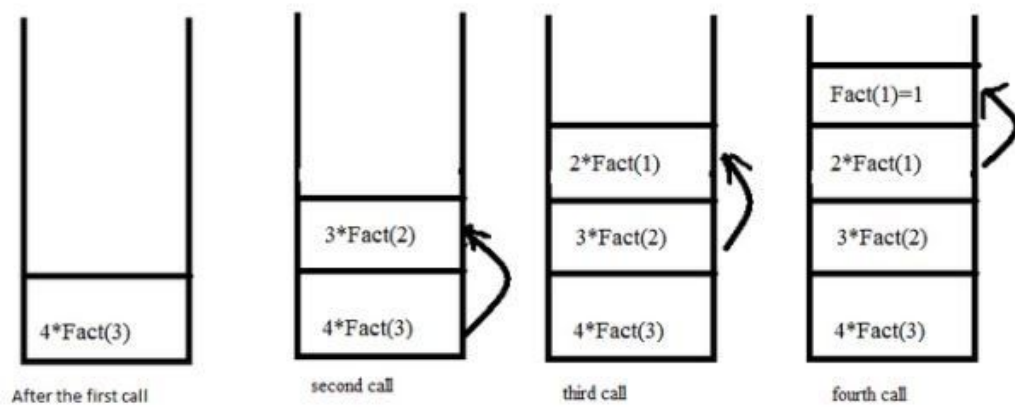 4*Fact(3)
After the first call
3*Fact(2)
4*Fact(3)
second call
2*Fact(1)
3*Fact(2)
4*Fact(3)
third call
Fact(1)=1
2*Fact(1)
3*Fact(2)
4*Fact(3)
fourth call